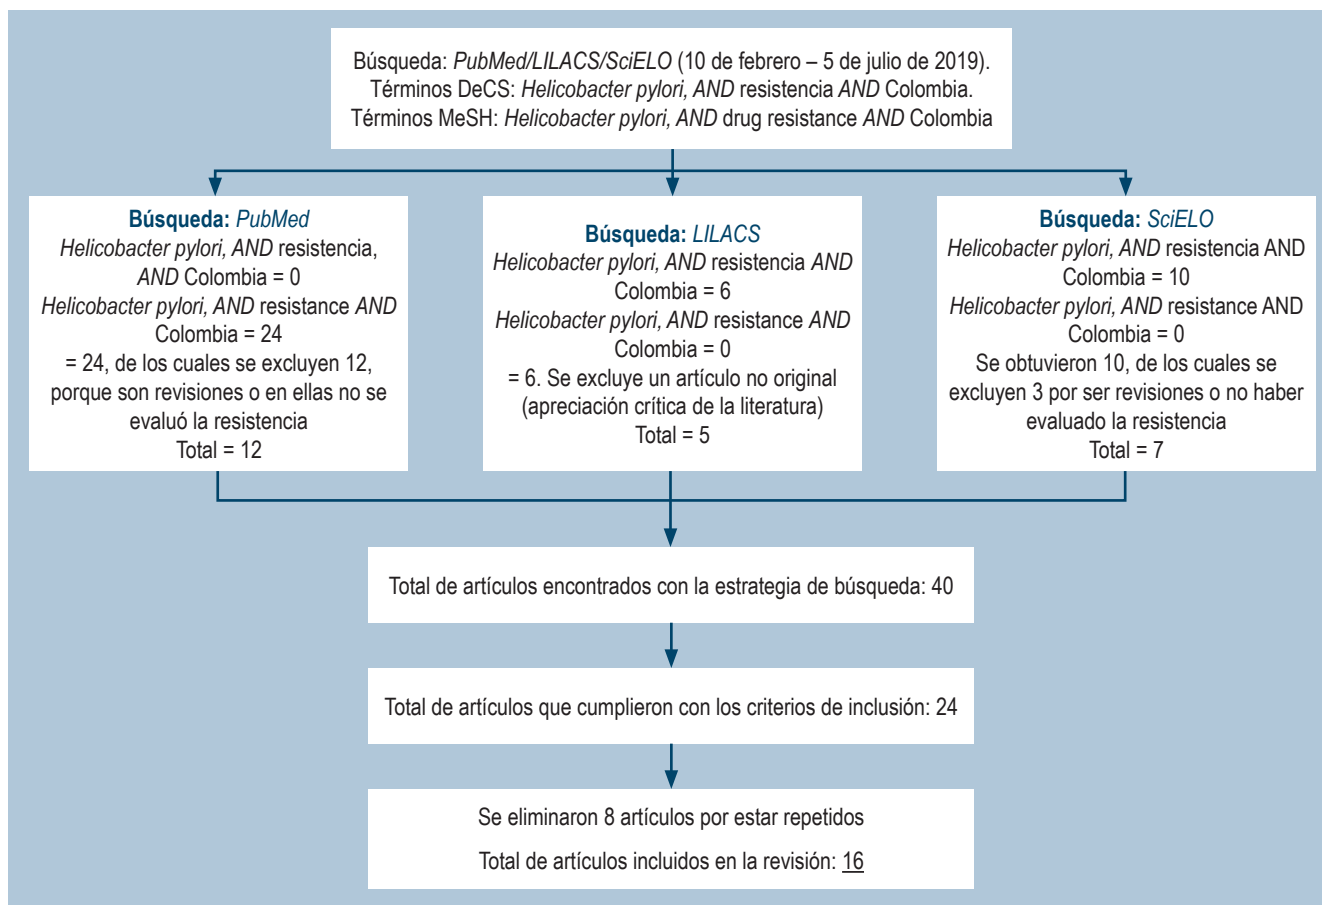 Búsqueda: PubMed/LILACS/SciELO (10 de febrero – 5 de julio de 2019).
Términos DeCS: Helicobacter pylori, AND resistencia AND Colombia.
Términos MeSH: Helicobacter pylori, AND drug resistance AND Colombia
Búsqueda: PubMed
Helicobacter pylori, AND resistencia,
AND Colombia = 0
Helicobacter pylori, AND resistance AND
Colombia = 24
= 24, de los cuales se excluyen 12,
porque son revisiones o en ellas no se
evaluó la resistencia
Total = 12
Búsqueda: LILACS
Helicobacter pylori, AND resistencia AND
Colombia = 6
Helicobacter pylori, AND resistance AND
Colombia = 0
= 6. Se excluye un artículo no original
(apreciación crítica de la literatura)
Total = 5
Búsqueda: SciELO
Helicobacter pylori, AND resistencia AND
Colombia = 10
Helicobacter pylori, AND resistance AND
Colombia = 0
Se obtuvieron 10, de los cuales se
excluyen 3 por ser revisiones o no haber
evaluado la resistencia
Total = 7
Total de artículos encontrados con la estrategia de búsqueda: 40
Total de artículos que cumplieron con los criterios de inclusión: 24
Se eliminaron 8 artículos por estar repetidos
Total de artículos incluidos en la revisión: 16